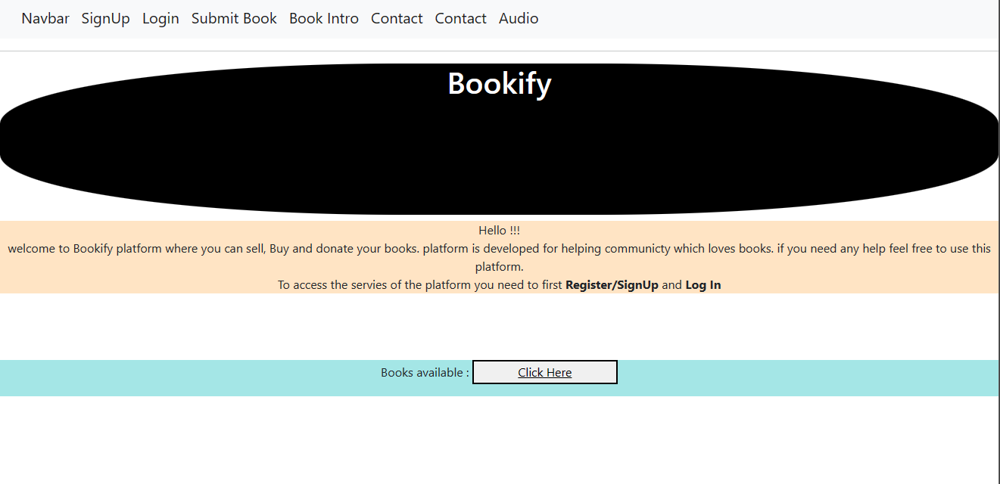 Navbar SignUp Login Submit Book Book Intro Contact Contact Audio
Bookify
Hello !!!
welcome to Bookify platform where you can sell, Buy and donate your books. platform is developed for helping communicty which loves books. if you need any help feel free to use this
platform.
To access the servies of the platform you need to first Register/SignUp and Log In
Books available : Click Here